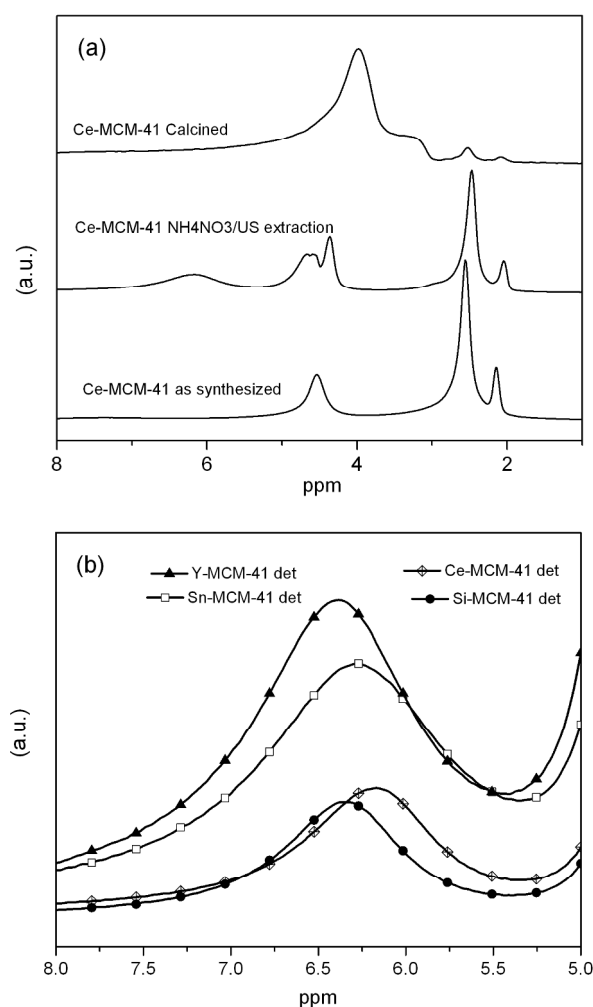 (a)
Ce-MCM-41 Calcined
Ce-MCM-41 NH4NO3/US extraction
Ce-MCM-41 as synthesized
(a.u.)
8 6 4 2
ppm
(b)
Y-MCM-41 det Ce-MCM-41 det
Sn-MCM-41 det Si-MCM-41 det
(a.u.)
8.0 7.5 7.0 6.5 6.0 5.5 5.0
ppm